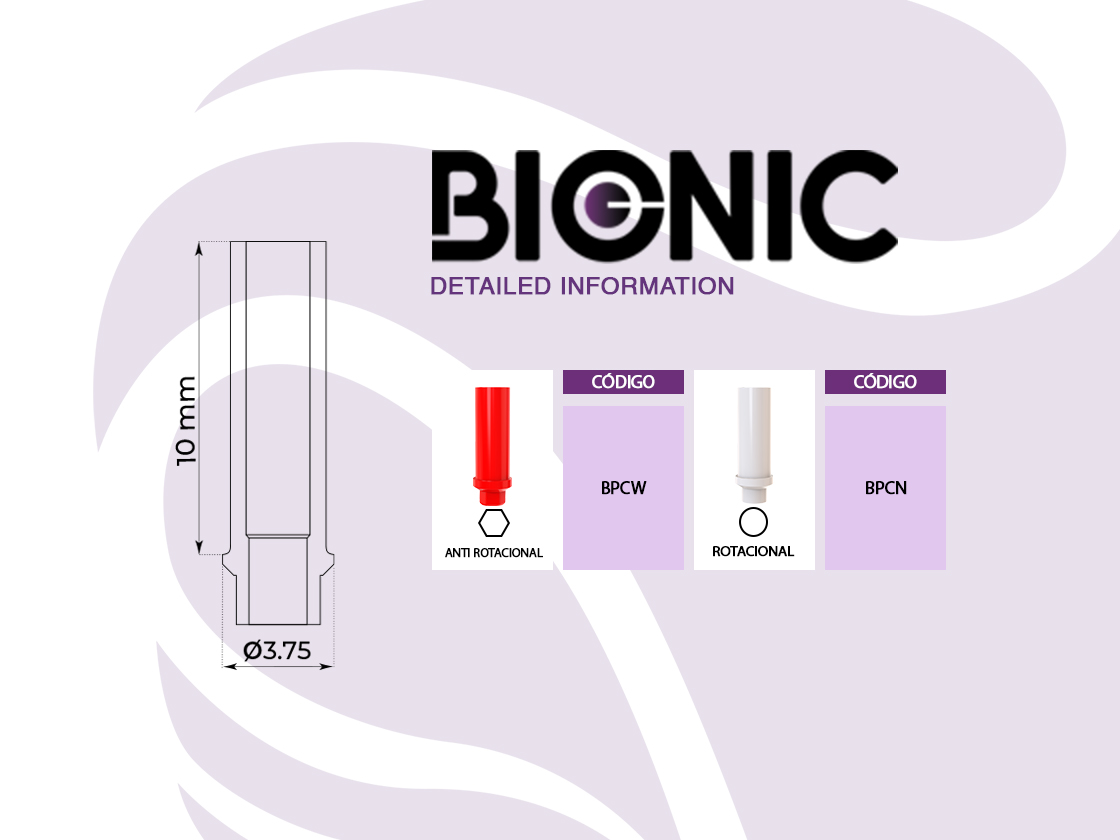 BIONIC
DETAILED INFORMATION
10 mm
Ø3.75
ANTI ROTACIONAL
CÓDIGO
BPCW
ROTACIONAL
CÓDIGO
BPCN